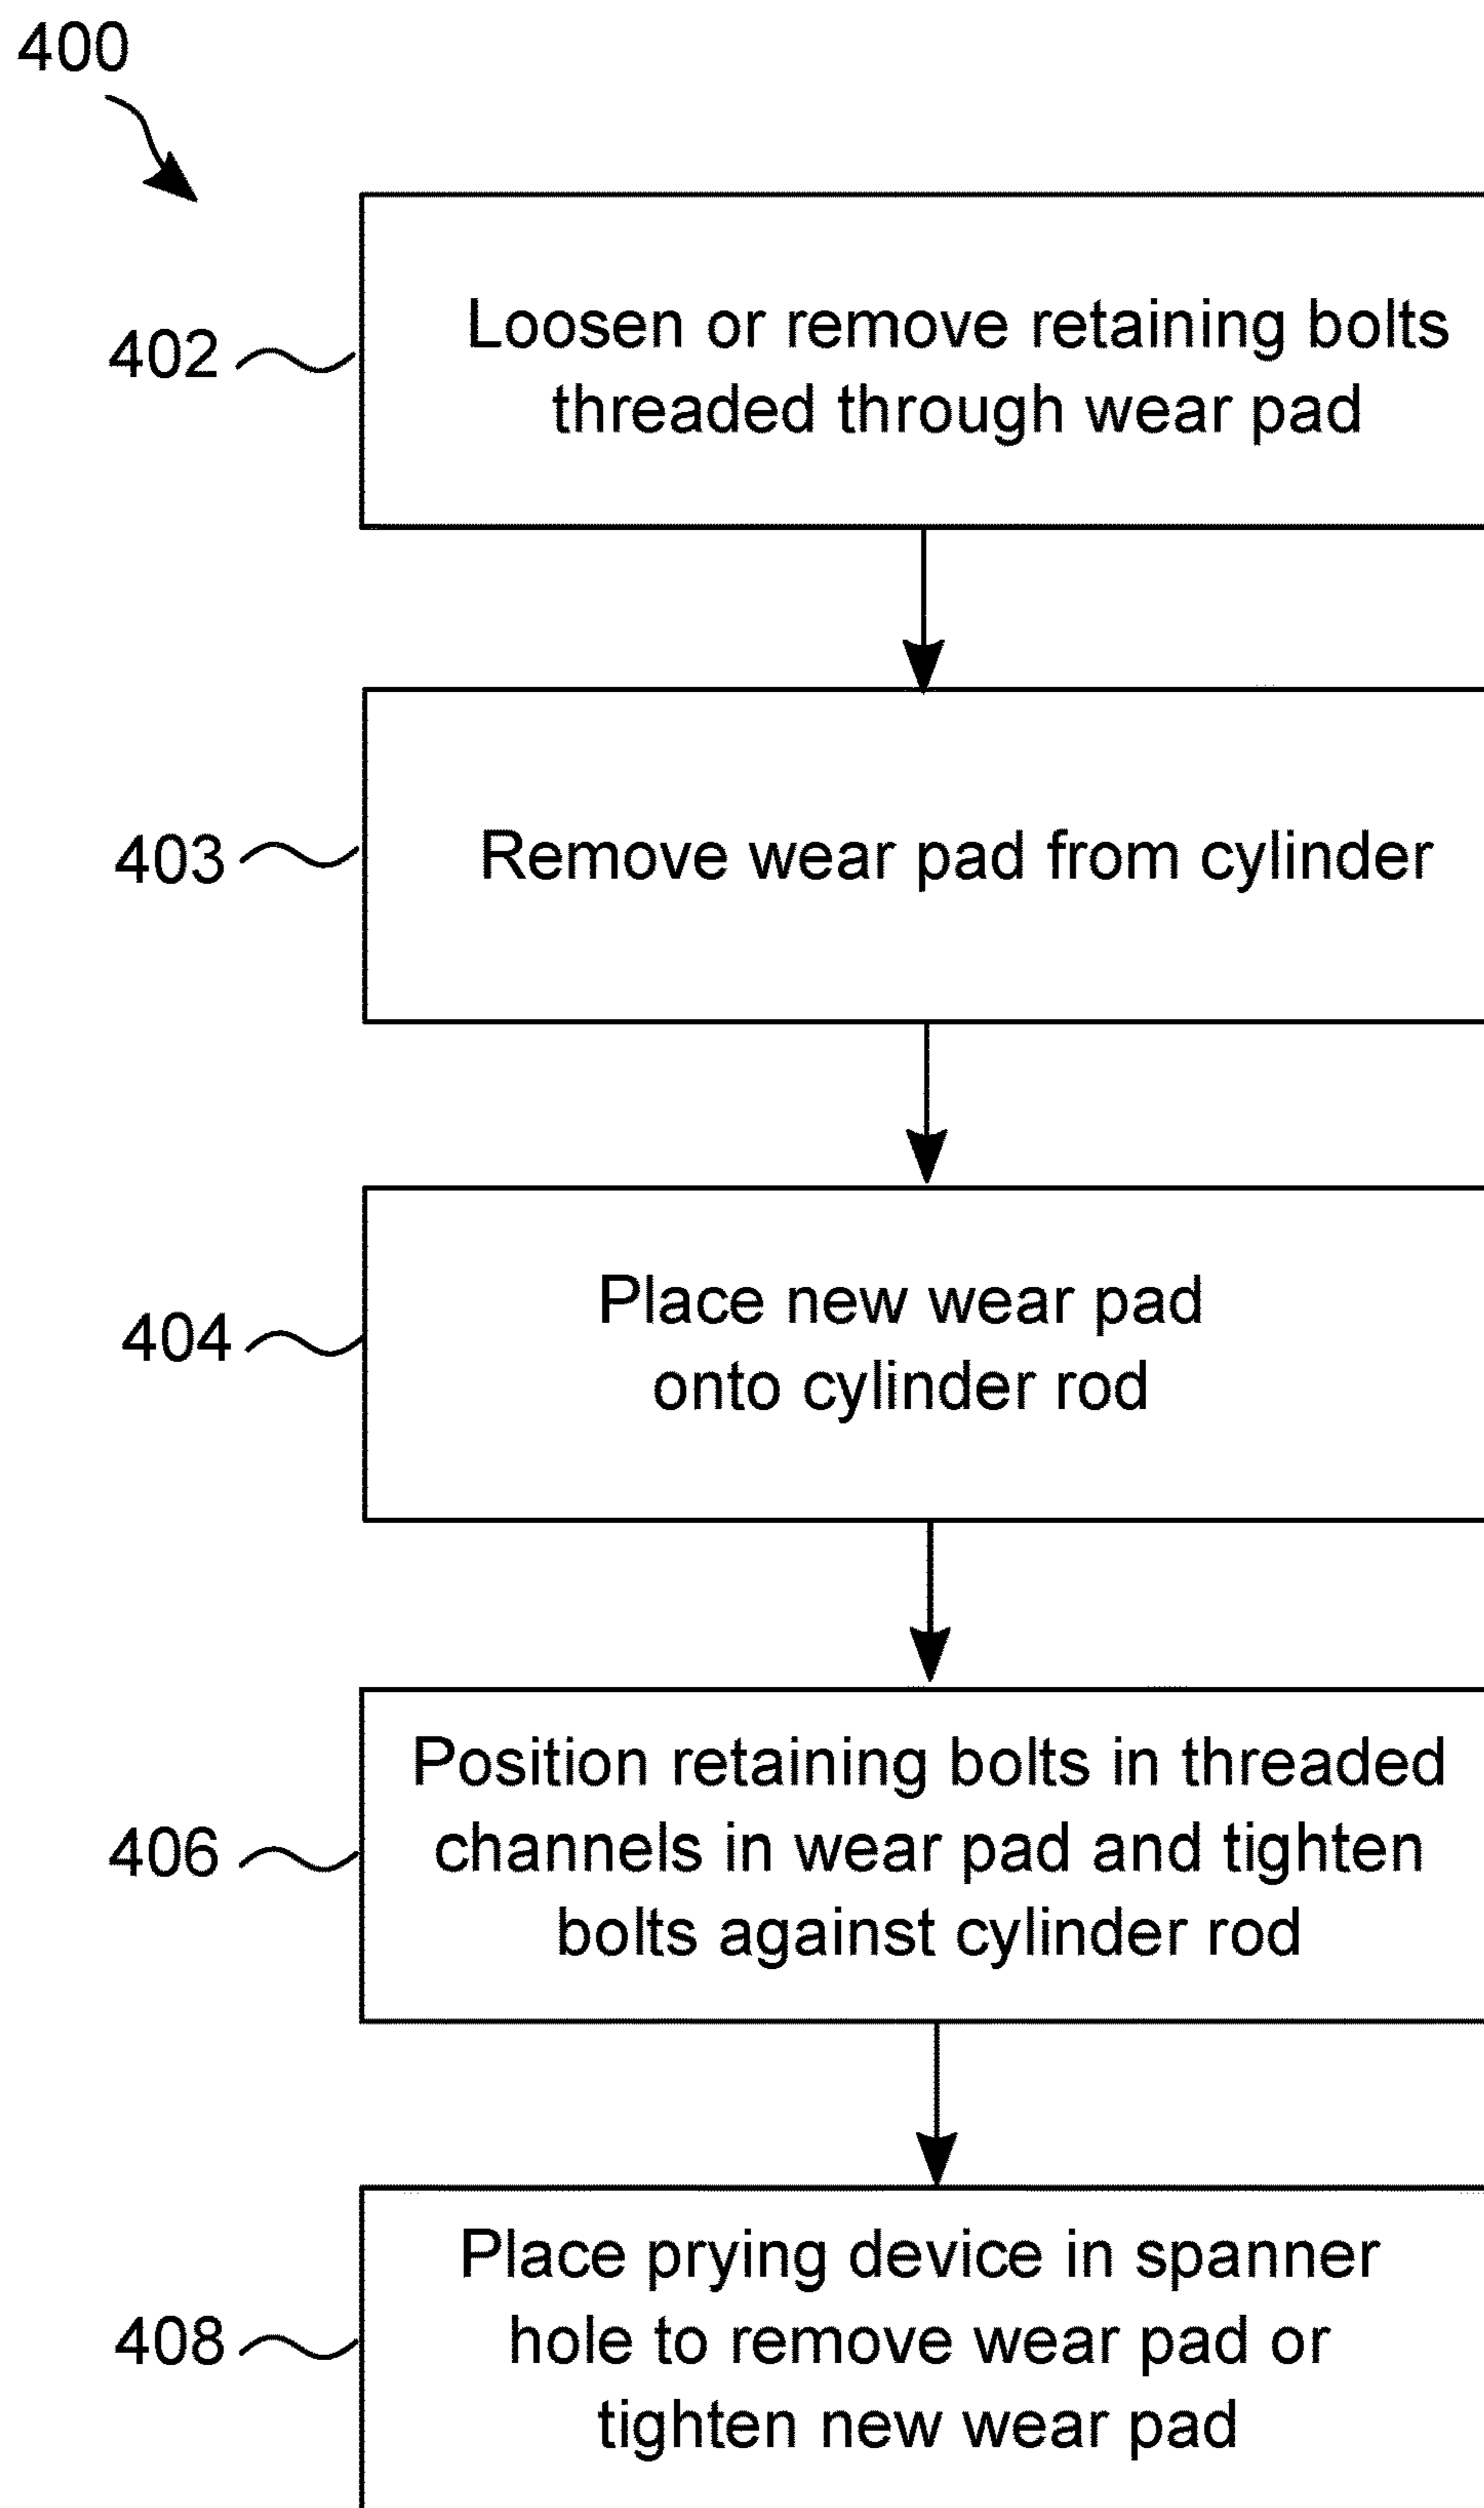 400
402
Loosen or remove retaining bolts
threaded through wear pad
403
Remove wear pad from cylinder
404
Place new wear pad
onto cylinder rod
406
Position retaining bolts in threaded
channels in wear pad and tighten
bolts against cylinder rod
408
Place prying device in spanner
hole to remove wear pad or
tighten new wear pad